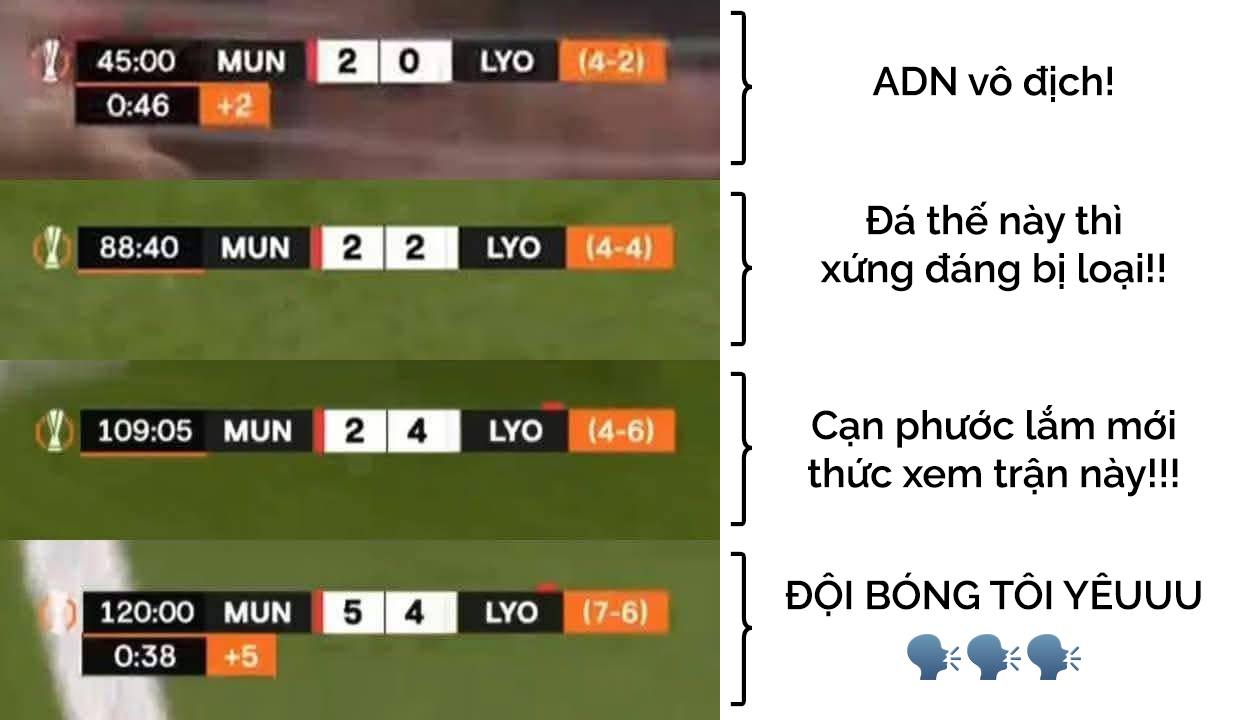 45:00 MUN 2 0 LYO (4-2)
0:46 +2
ADN vô địch!
88:40 MUN 2 2 LYO (4-4)
Đá thế này thì
xứng đáng bị loại!!
109:05 MUN 2 4 LYO (4-6)
Cạn phước lắm mới
thức xem trận này!!!
120:00 MUN 5 4 LYO (7-6)
0:38 +5
ĐỘI BÓNG TÔI YÊUUU
🗣️🗣️🗣️